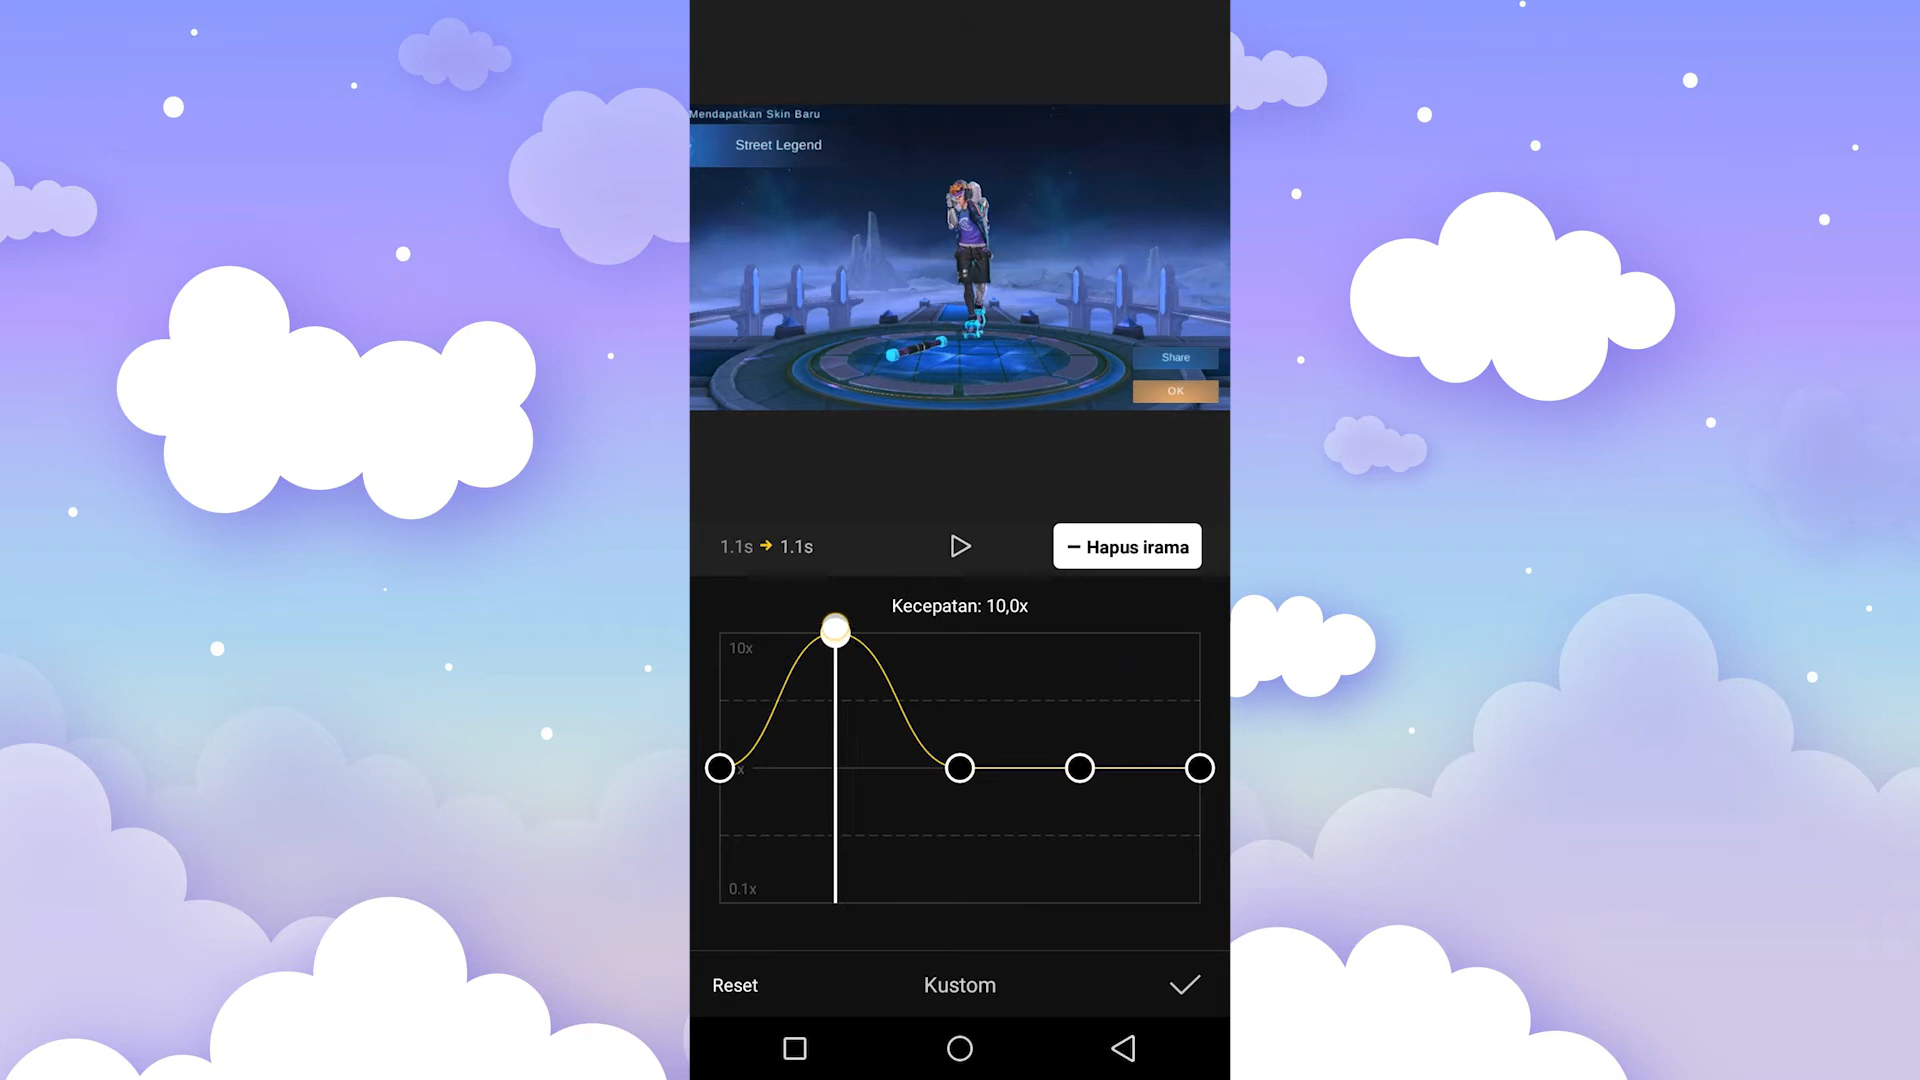 Mendapatkan Skin Baru
Street Legend
Share
OK
1.1s 1.1s
Hapus irama
Kecepatan: 10,0x
10x
x
0.1x
Reset
Kustom